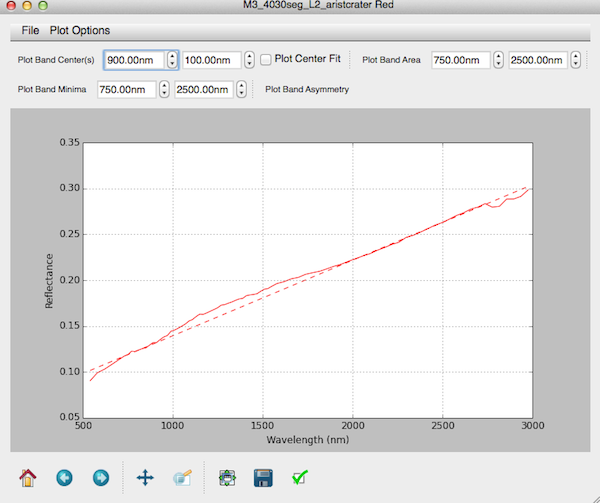 M3_4030seg_L2_aristcrater Red
File Plot Options
Plot Band Center(s) 900.00nm 100.00nm Plot Center Fit Plot Band Area 750.00nm 2500.00nm
Plot Band Minima 750.00nm 2500.00nm Plot Band Asymmetry
0.35
0.30
0.25
0.20
0.15
0.10
0.05
Reflectance
500 1000 1500 2000 2500 3000
Wavelength (nm)